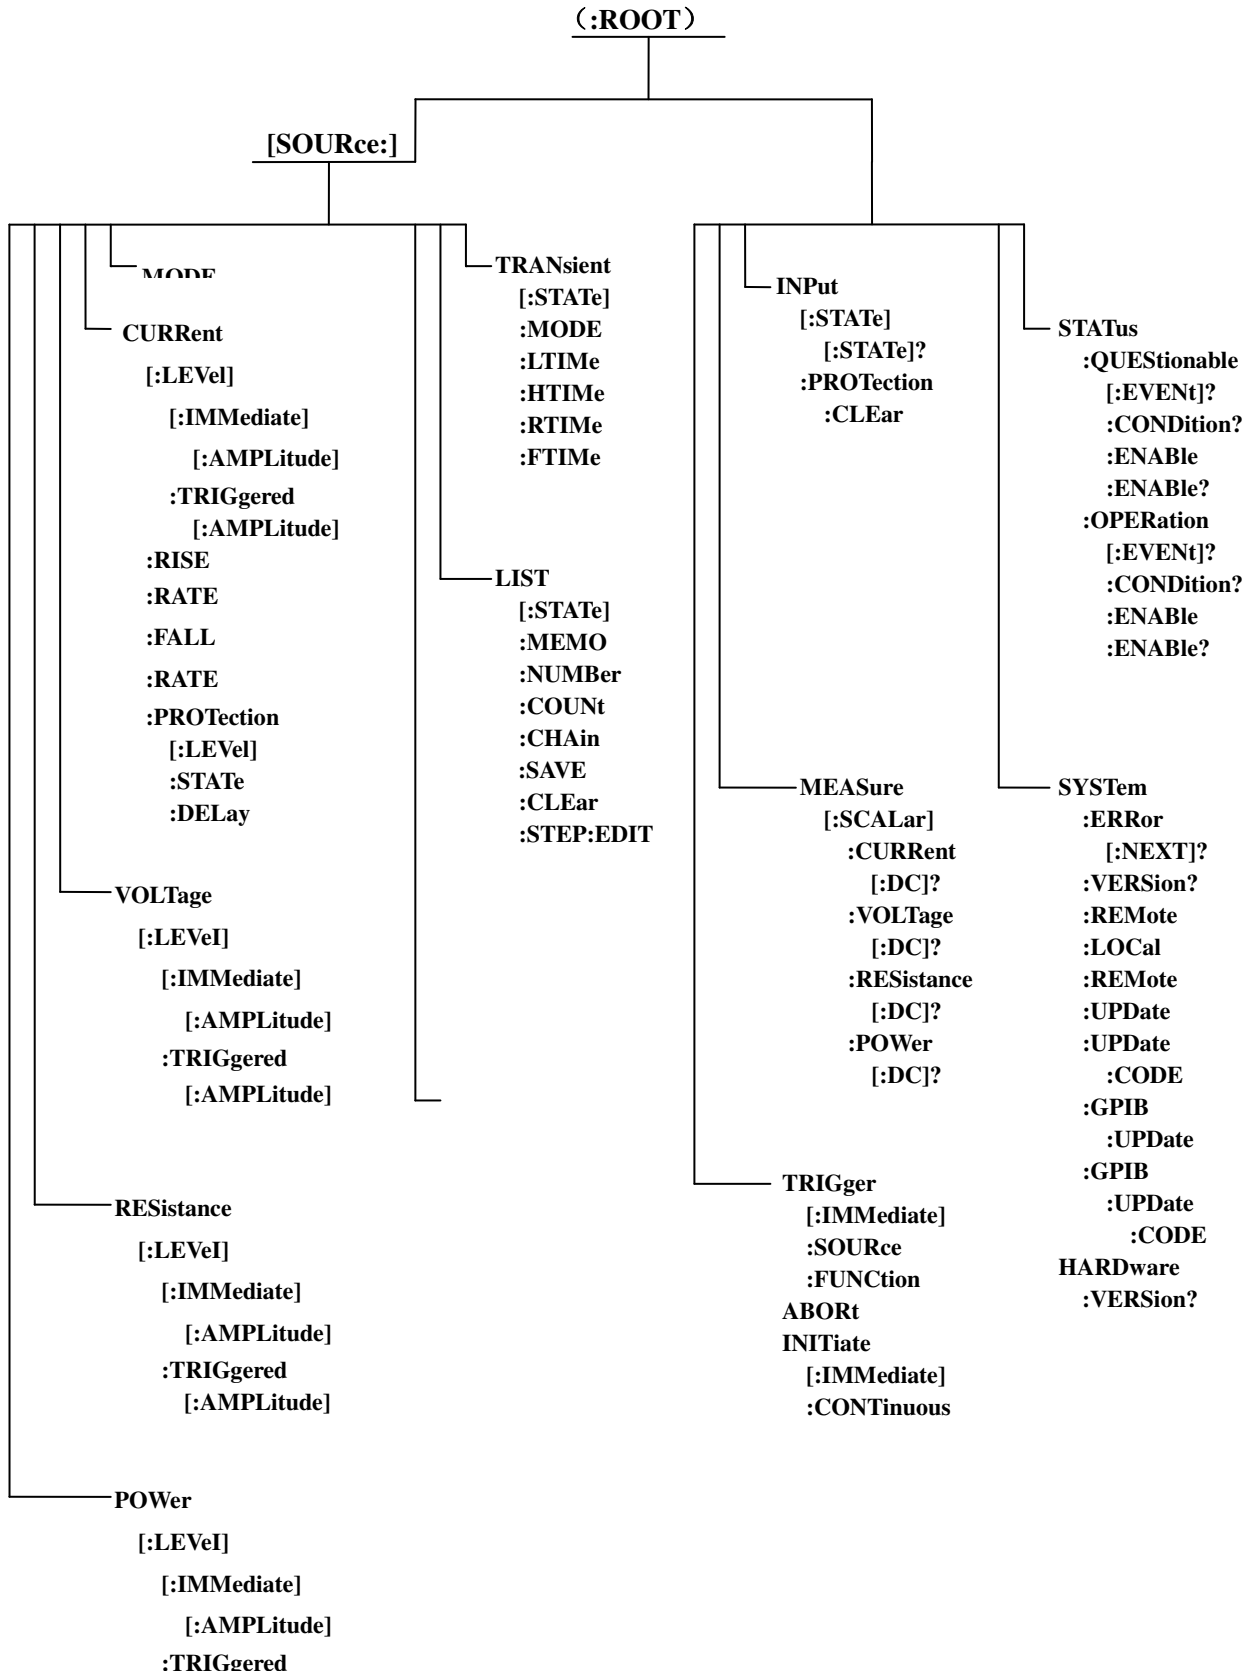 （:ROOT）
[SOURce:]
MODE
CURRent
[:LEVel]
[:IMMediate]
[:AMPLitude]
:TRIGgered
[:AMPLitude]
:RISE
:RATE
:FALL
:RATE
:PROTection
[:LEVel]
:STATe
:DELay
VOLTage
[:LEVeI]
[:IMMediate]
[:AMPLitude]
:TRIGgered
[:AMPLitude]
RESistance
[:LEVeI]
[:IMMediate]
[:AMPLitude]
:TRIGgered
[:AMPLitude]
POWer
[:LEVeI]
[:IMMediate]
[:AMPLitude]
:TRIGgered
TRANsient
[:STATe]
:MODE
:LTIMe
:HTIMe
:RTIMe
:FTIMe
LIST
[:STATe]
:MEMO
:NUMBer
:COUNt
:CHAin
:SAVE
:CLEar
:STEP:EDIT
INPut
[:STATe]
[:STATe]?
:PROTection
:CLEar
MEASure
[:SCALar]
:CURRent
[:DC]?
:VOLTage
[:DC]?
:RESistance
[:DC]?
:POWer
[:DC]?
TRIGger
[:IMMediate]
:SOURce
:FUNCtion
ABORt
INITiate
[:IMMediate]
:CONTinuous
STATus
:QUEStionable
[:EVENt]?
:CONDition?
:ENABle
:ENABle?
:OPERation
[:EVENt]?
:CONDition?
:ENABle
:ENABle?
SYSTem
:ERRor
[:NEXT]?
:VERSion?
:REMote
:LOCal
:REMote
:UPDate
:UPDate
:CODE
:GPIB
:UPDate
:GPIB
:UPDate
:CODE
HARDware
:VERSion?